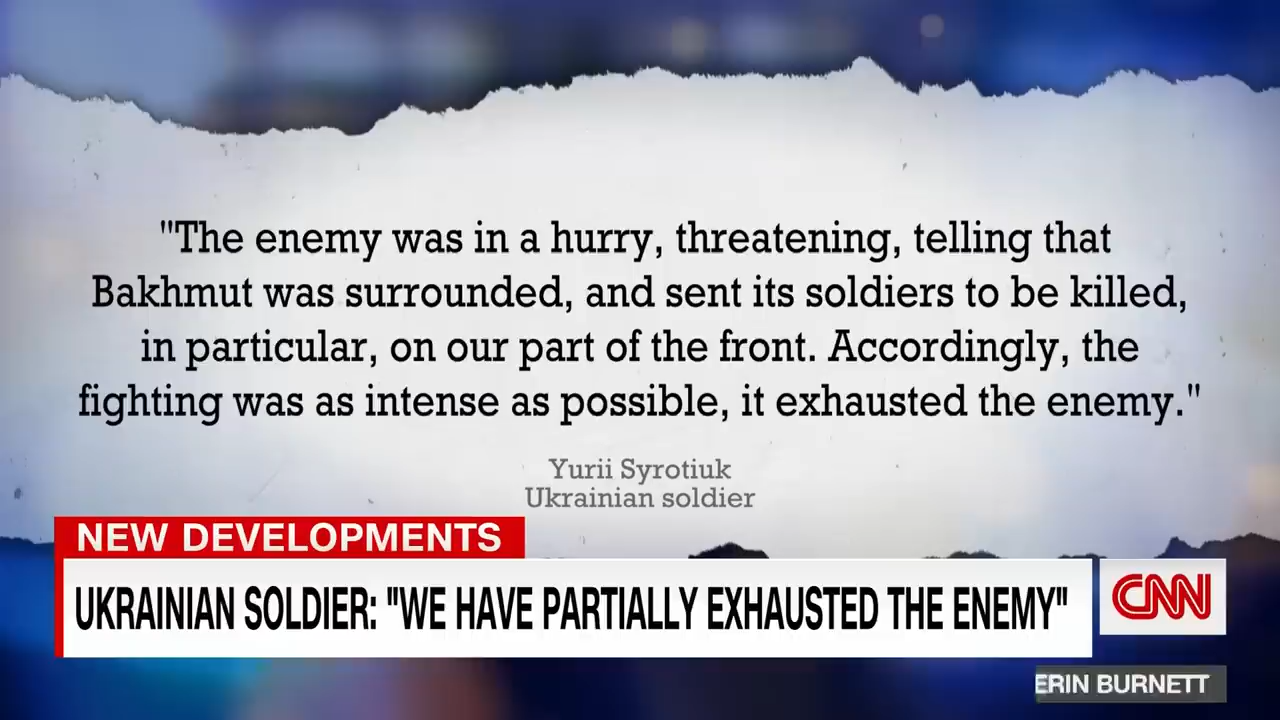 "The enemy was in a hurry, threatening, telling that
Bakhmut was surrounded, and sent its soldiers to be killed,
in particular, on our part of the front. Accordingly, the
fighting was as intense as possible, it exhausted the enemy."
Yurii Syrotiuk
Ukrainian soldier
NEW DEVELOPMENTS
UKRAINIAN SOLDIER: "WE HAVE PARTIALLY EXHAUSTED THE ENEMY"
CNN
ERIN BURNETT